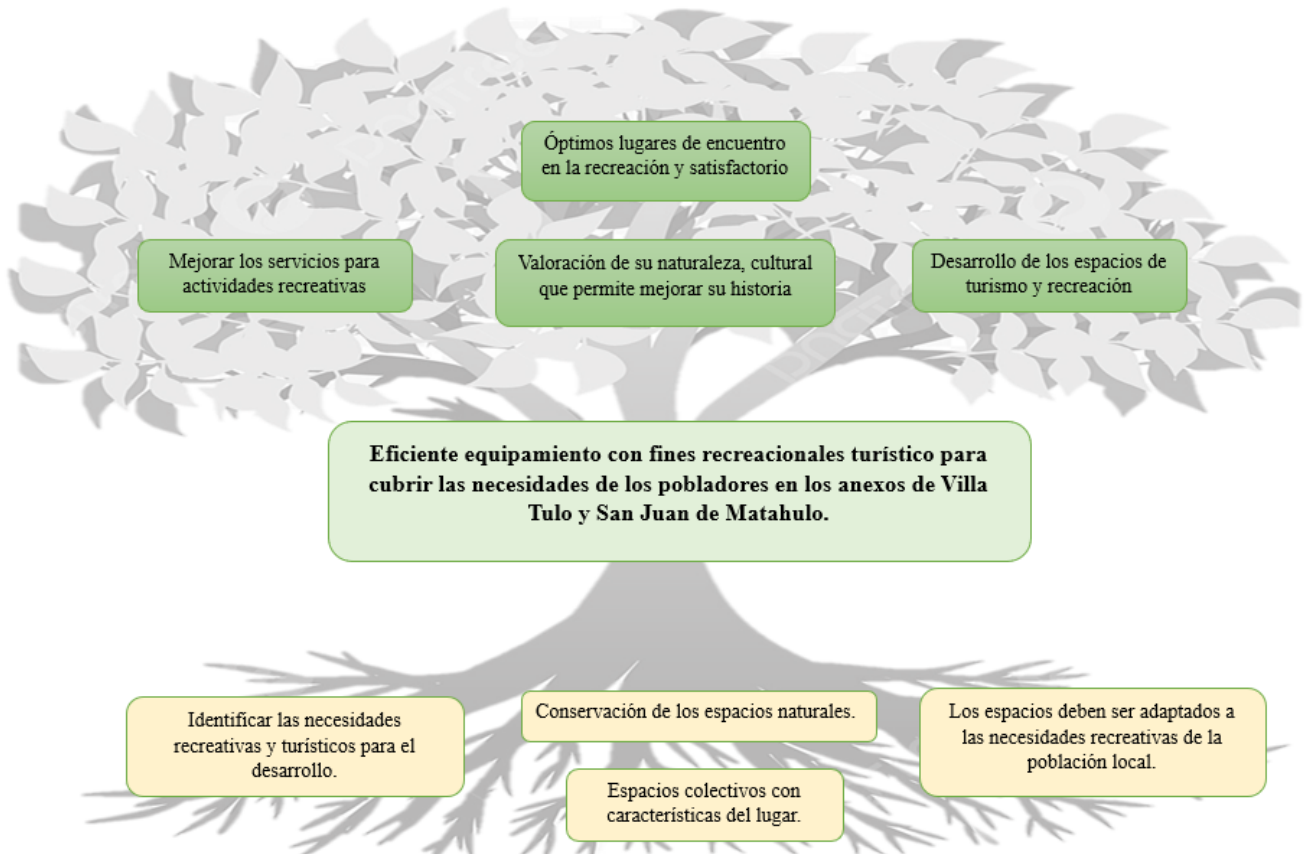 Óptimos lugares de encuentro
en la recreación y satisfactorio
Mejorar los servicios para
actividades recreativas
Valoración de su naturaleza, cultural
que permite mejorar su historia
Desarrollo de los espacios de
turismo y recreación
Eficiente equipamiento con fines recreacionales turístico para
cubrir las necesidades de los pobladores en los anexos de Villa
Tulo y San Juan de Matahulo.
Identificar las necesidades
recreativas y turísticos para el
desarrollo.
Conservación de los espacios naturales.
Espacios colectivos con
características del lugar.
Los espacios deben ser adaptados a
las necesidades recreativas de la
población local.